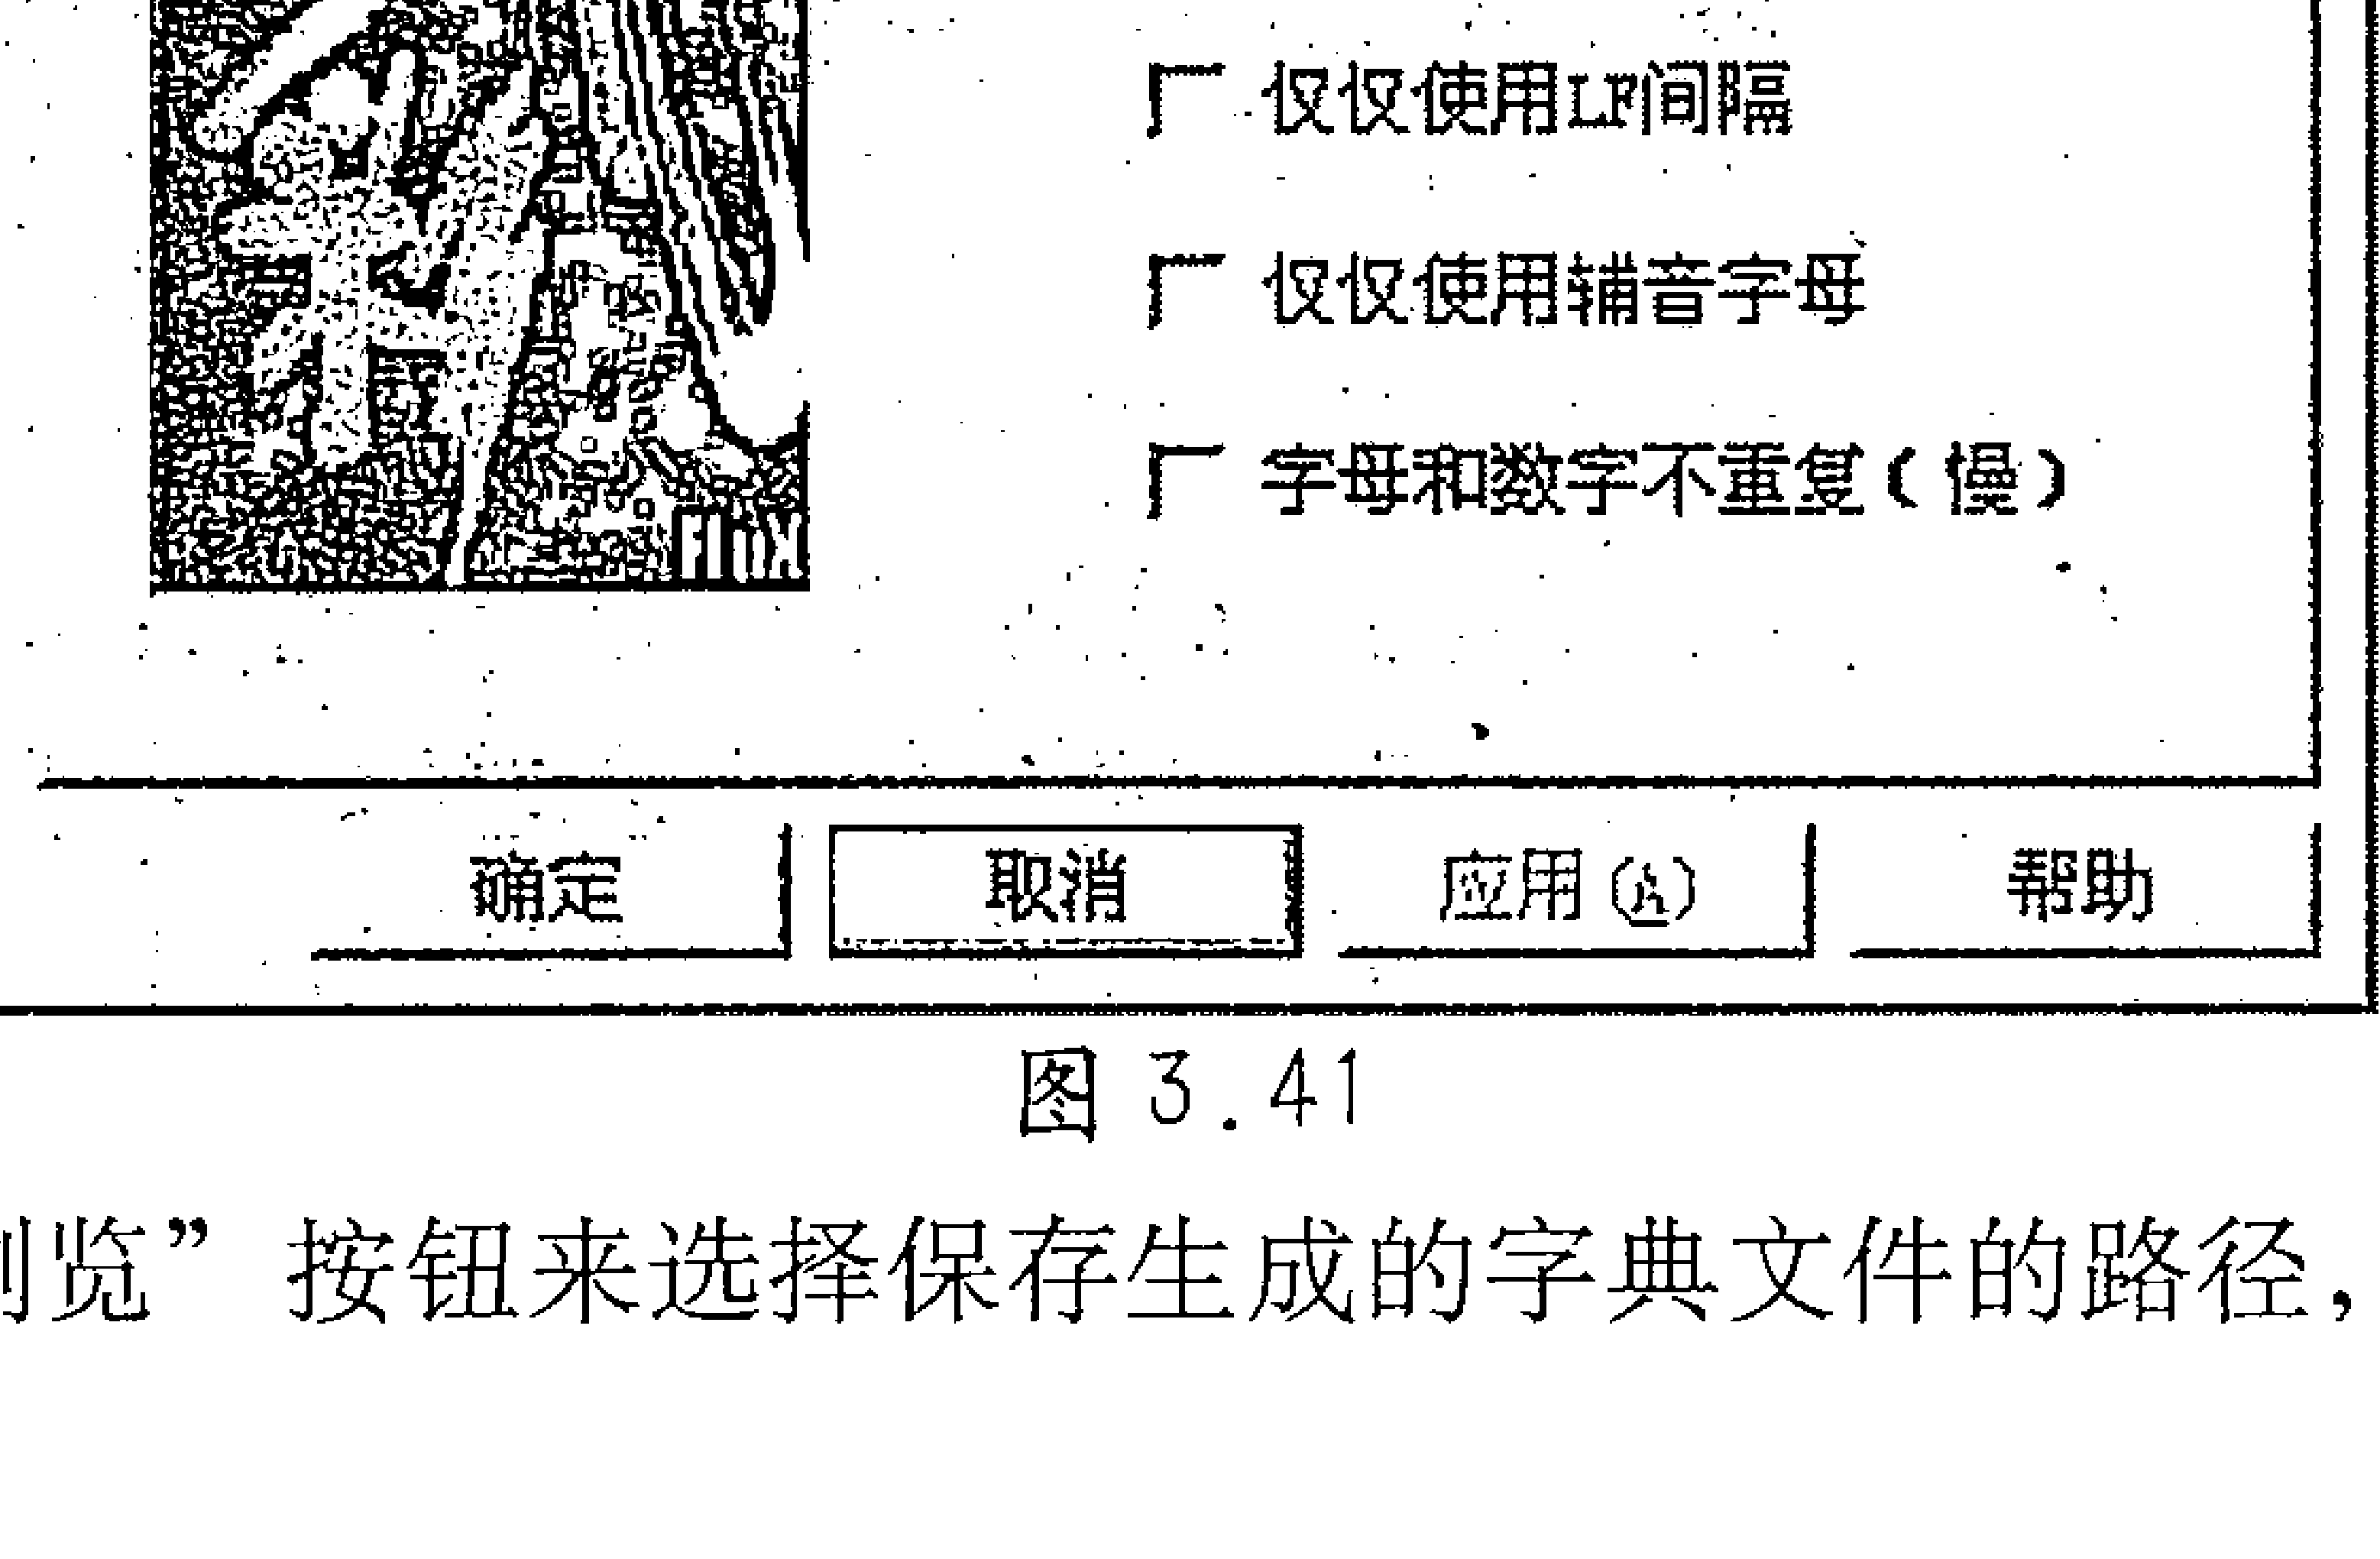 仅仅使用LF间隔
仅仅使用辅音字母
字母和数字不重复(慢)
确定 取消 应用(A) 帮助
图 3.41
览” 按钮来选择保存生成的字典文件的路径,